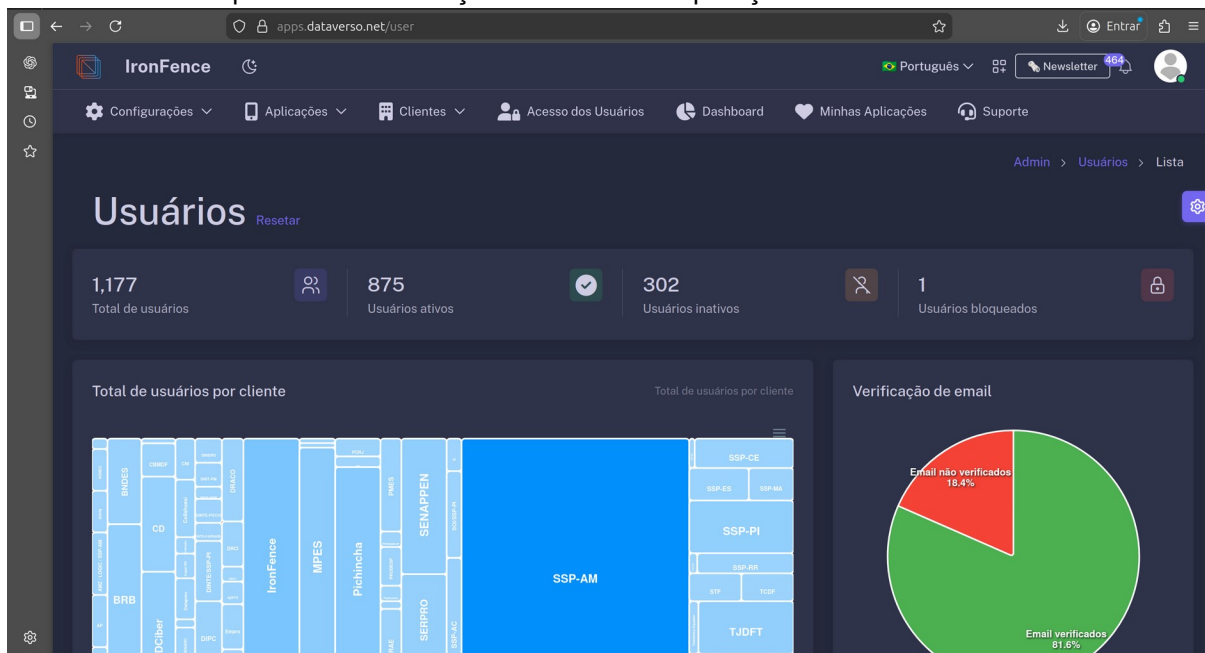 apps.dataverso.net/user
Entrar
IronFence
Português
Newsletter
464
Configurações
Aplicações
Clientes
Acesso dos Usuários
Dashboard
Minhas Aplicações
Suporte
Admin > Usuários > Lista
Usuários Resetar
1,177
Total de usuários
875
Usuários ativos
302
Usuários inativos
1
Usuários bloqueados
Total de usuários por cliente
Total de usuários por cliente
BNDES
BRB
CBMDF
CD
DCiber
DIPC
DRACO
IronFence
MPES
Pichincha
PMES
SENAPPEN
SERPRO
SSP-AC
SSP-AM
SSP-CE
SSP-ES
SSP-MA
SSP-PI
SSP-RR
STF
TCDF
TJDFT
Verificação de email
Email não verificados
18.4%
Email verificados
81.6%